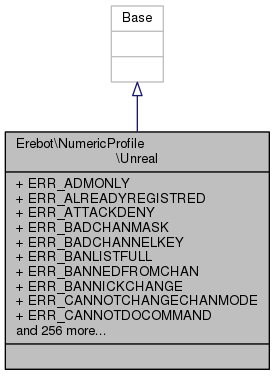 Base
Erebot\NumericProfile
\Unreal
+ ERR_ADMONLY
+ ERR_ALREADYREGISTRED
+ ERR_ATTACKDENY
+ ERR_BADCHANMASK
+ ERR_BADCHANNELKEY
+ ERR_BANLISTFULL
+ ERR_BANNEDFROMCHAN
+ ERR_BANNICKCHANGE
+ ERR_CANNOTCHANGECHANMODE
+ ERR_CANNOTDOCOMMAND
and 256 more...